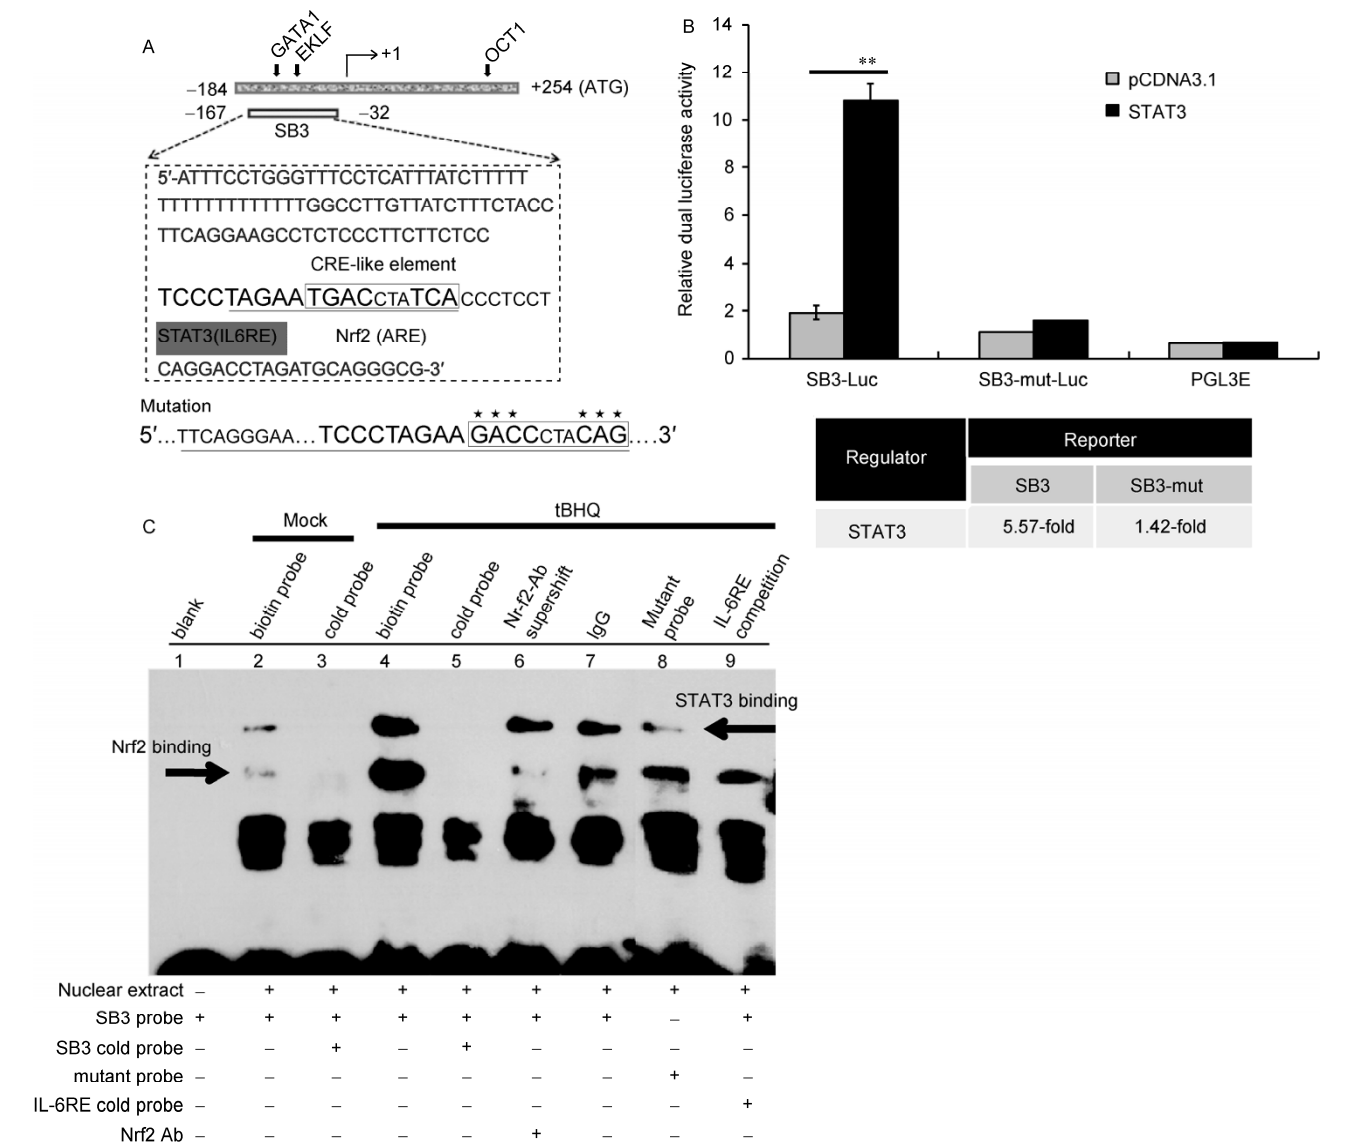 A
GATA1
EKLF
+1
OCT1
–184
+254 (ATG)
–167
–32
SB3
5′-ATTTCCTGGGTTTCCTCATTTATCTTTTT
TTTTTTTTTTTTTTGGCCTTGTTATCTTTCTACC
TTCAGGAAGCCTCTCCCTTCTTCTCC
CRE-like element
TCCCTAGAATGACCCTATCACCCTCCT
STAT3(IL6RE) Nrf2 (ARE)
CAGGACCTAGATGCAGGGCG-3′
Mutation
★ ★ ★ ★ ★ ★
5′...TTCAGGGAA...TCCCTAGAAGACCCTACAG....3′
B
Relative dual luciferase activity
14
12
10
8
6
4
2
0
**
pCDNA3.1
STAT3
SB3-Luc SB3-mut-Luc PGL3E
Regulator Reporter
SB3 SB3-mut
STAT3 5.57-fold 1.42-fold
C
Mock tBHQ
blank
biotin probe
cold probe
biotin probe
cold probe
Nr-f2-Ab
supershift
IgG
Mutant
probe
IL-6RE
competition
1 2 3 4 5 6 7 8 9
STAT3 binding
Nrf2 binding
Nuclear extract – + + + + + + + +
SB3 probe + + + + + + + – +
SB3 cold probe – – + – + – – – –
mutant probe – – – – – – – + –
IL-6RE cold probe – – – – – – – – +
Nrf2 Ab – – – – – + – – –